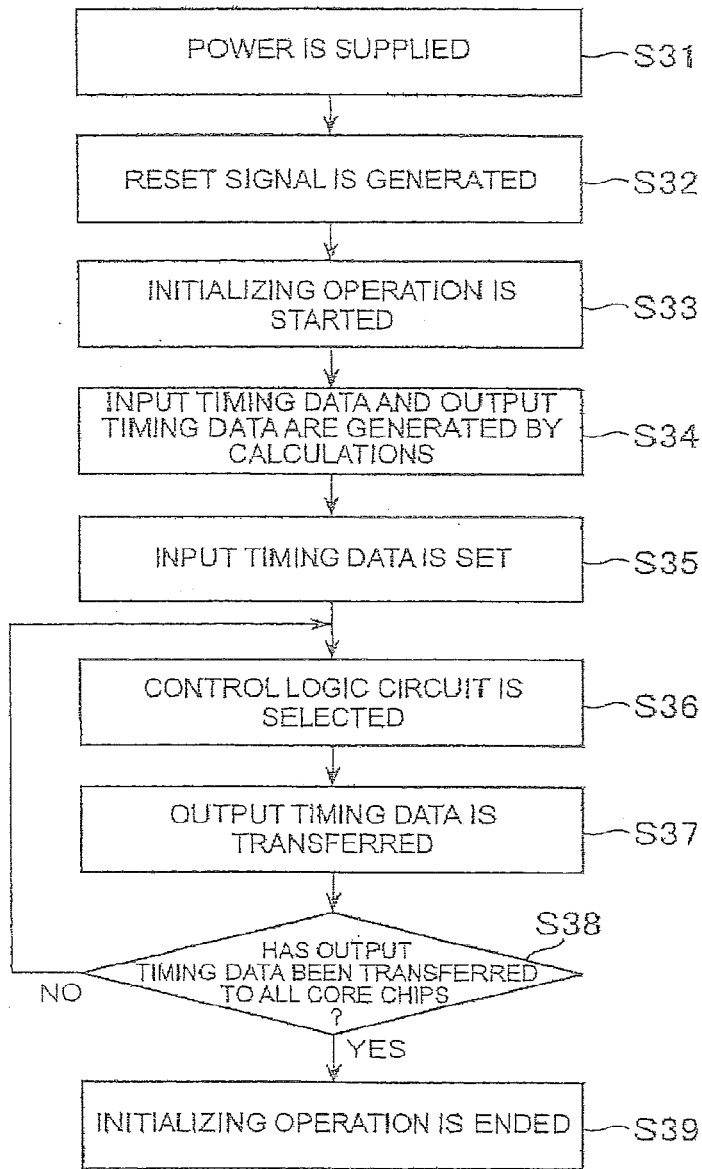 POWER IS SUPPLIED
S31
RESET SIGNAL IS GENERATED
S32
INITIALIZING OPERATION IS
STARTED
S33
INPUT TIMING DATA AND OUTPUT
TIMING DATA ARE GENERATED BY
CALCULATIONS
S34
INPUT TIMING DATA IS SET
S35
CONTROL LOGIC CIRCUIT IS
SELECTED
S36
OUTPUT TIMING DATA IS
TRANSFERRED
S37
S38
HAS OUTPUT
TIMING DATA BEEN TRANSFERRED
TO ALL CORE CHIPS
?
NO
YES
INITIALIZING OPERATION IS ENDED
S39